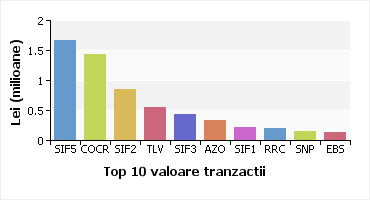 Lei (milioane)
2
1.5
1
0.5
0
SIF5 COCR SIF2 TLV SIF3 AZO SIF1 RRC SNP EBS
Top 10 valoare tranzactii